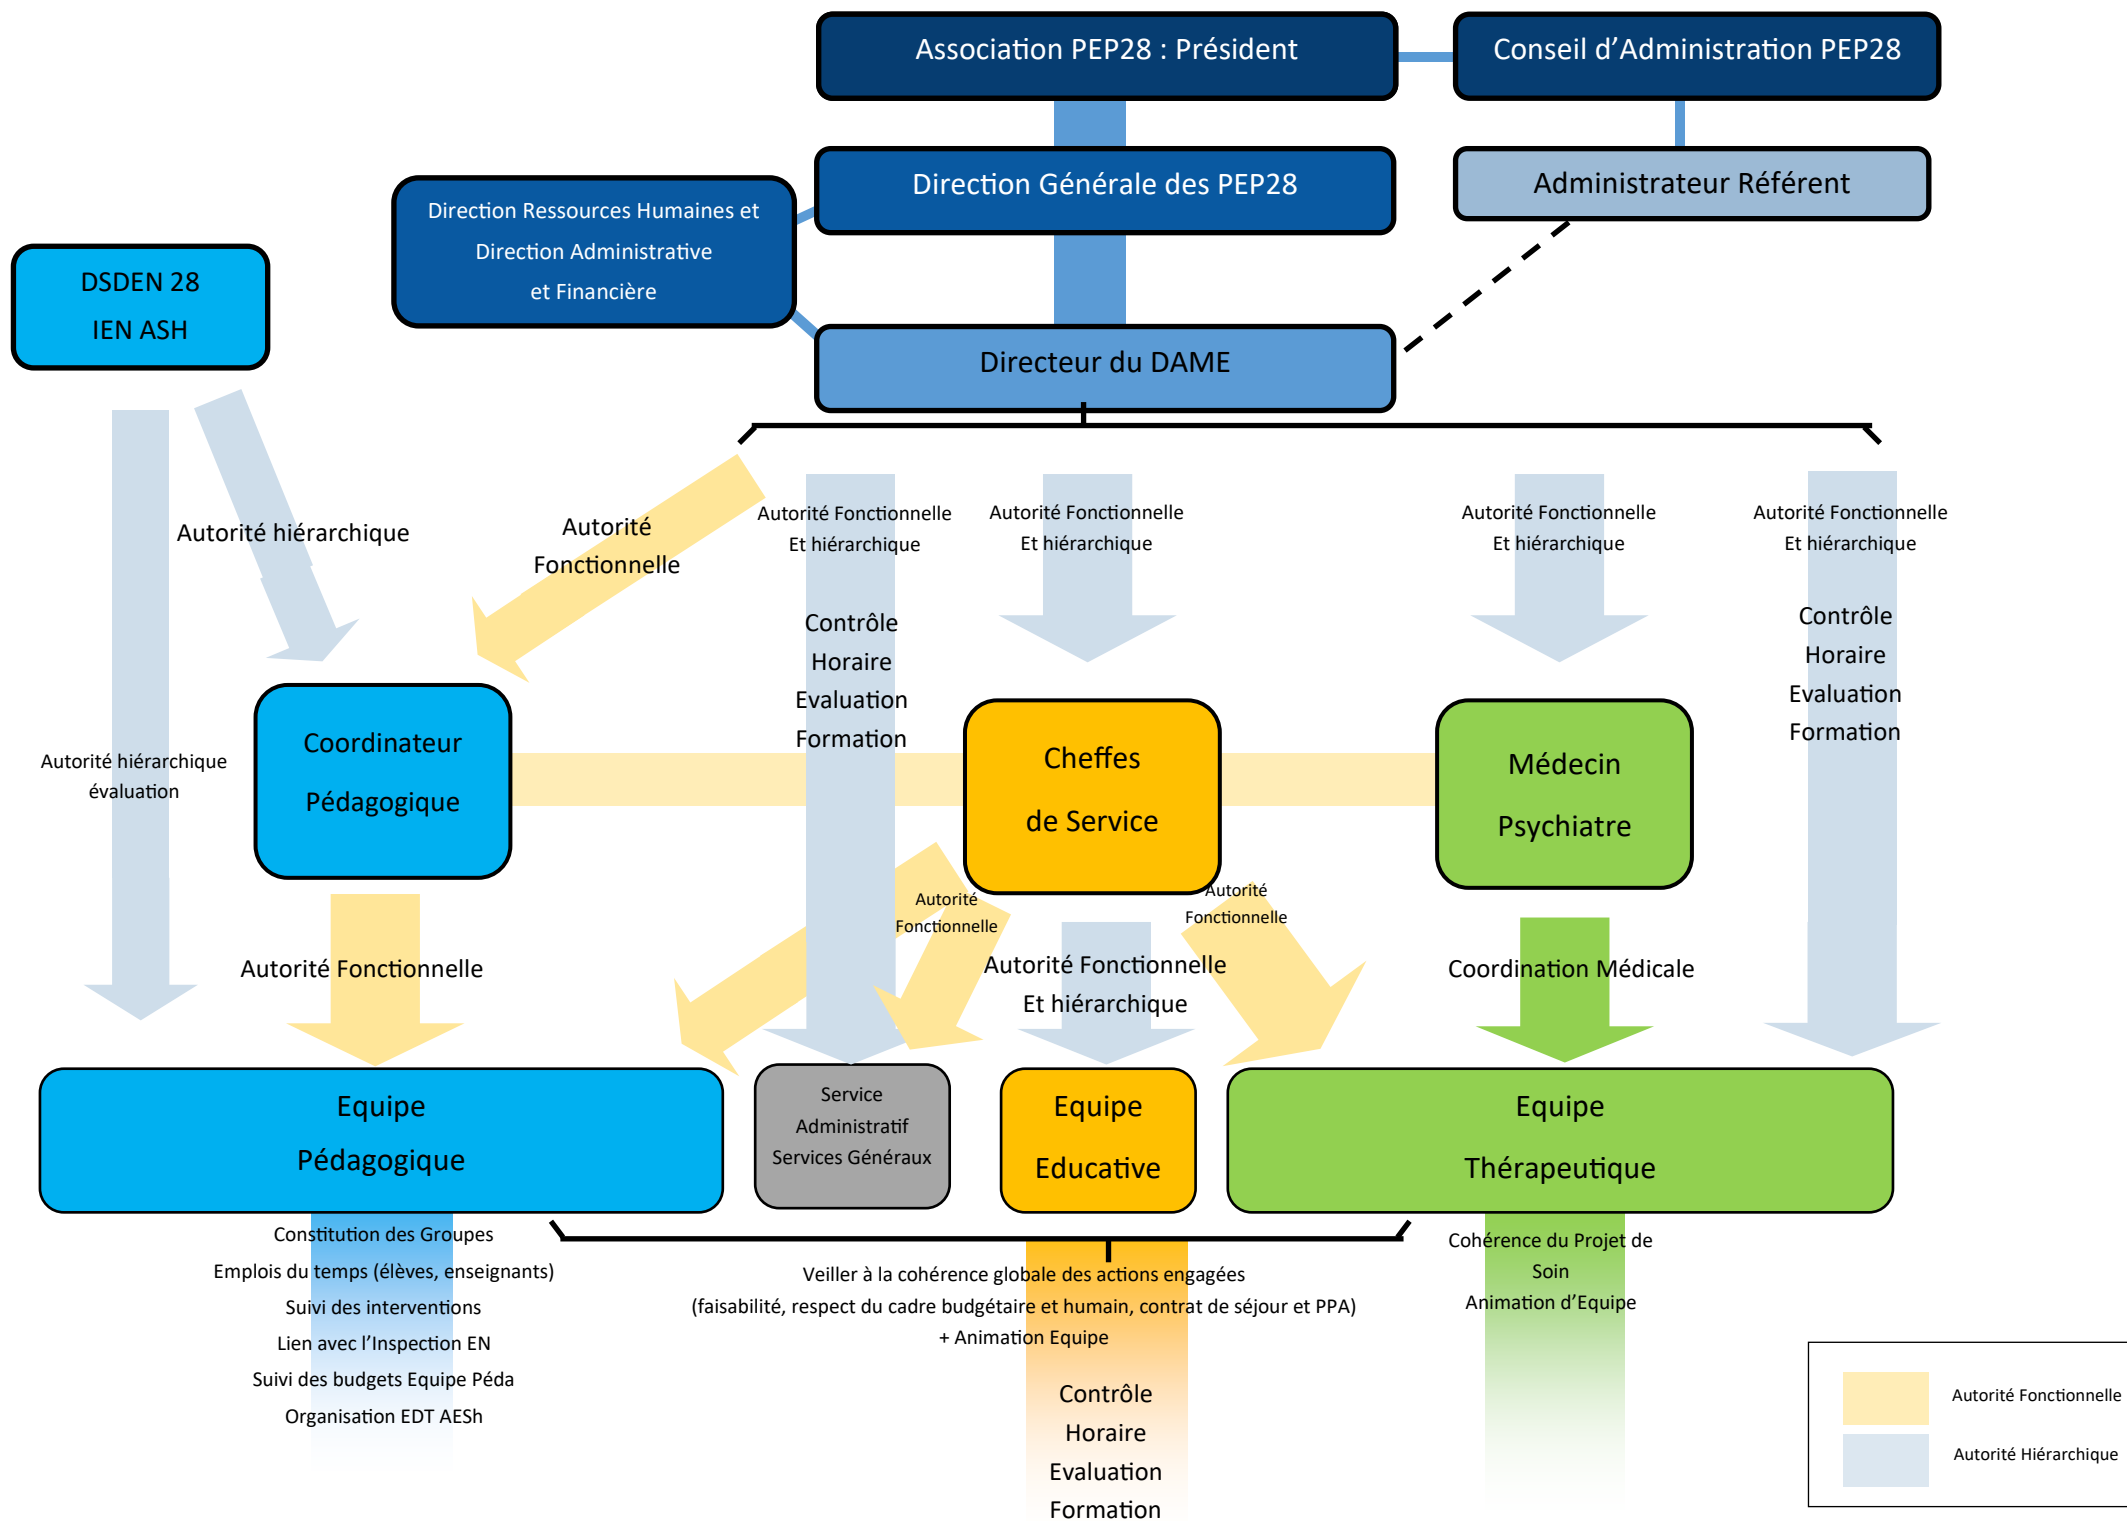 Association PEP28 : Président
Conseil d’Administration PEP28
Direction Générale des PEP28
Administrateur Référent
Direction Ressources Humaines et
Direction Administrative
et Financière
DSDEN 28
IEN ASH
Directeur du DAME
Autorité hiérarchique
Autorité
Fonctionnelle
Autorité Fonctionnelle
Et hiérarchique
Autorité Fonctionnelle
Et hiérarchique
Autorité Fonctionnelle
Et hiérarchique
Autorité Fonctionnelle
Et hiérarchique
Contrôle
Horaire
Evaluation
Formation
Contrôle
Horaire
Evaluation
Formation
Autorité hiérarchique
évaluation
Coordinateur
Pédagogique
Cheffes
de Service
Médecin
Psychiatre
Autorité
Fonctionnelle
Autorité
Fonctionnelle
Autorité Fonctionnelle
Autorité Fonctionnelle
Et hiérarchique
Coordination Médicale
Equipe
Pédagogique
Service
Administratif
Services Généraux
Equipe
Educative
Equipe
Thérapeutique
Constitution des Groupes
Emplois du temps (élèves, enseignants)
Suivi des interventions
Lien avec l’Inspection EN
Suivi des budgets Equipe Péda
Organisation EDT AESh
Veiller à la cohérence globale des actions engagées
(faisabilité, respect du cadre budgétaire et humain, contrat de séjour et PPA)
+ Animation Equipe
Contrôle
Horaire
Evaluation
Formation
Cohérence du Projet de
Soin
Animation d’Equipe
Autorité Fonctionnelle
Autorité Hiérarchique